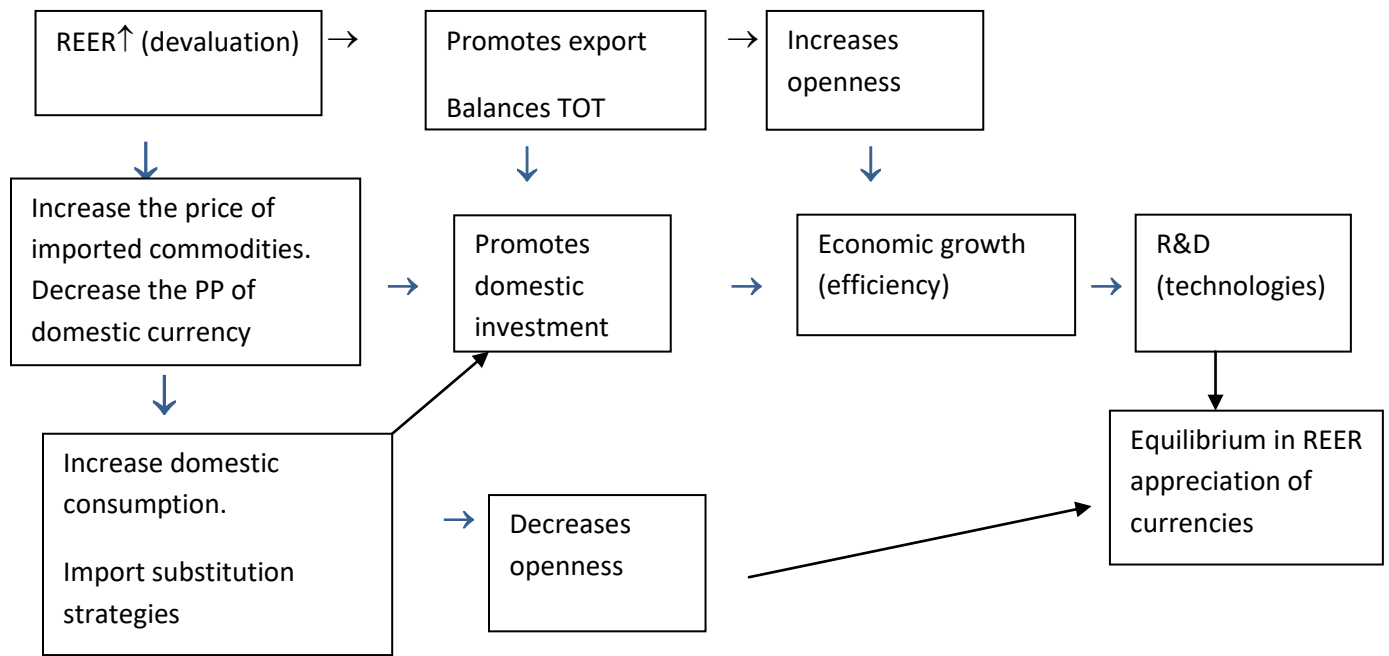 REER↑ (devaluation)
→
Promotes export
Balances TOT
→
Increases
openness
↓
↓
↓
Increase the price of
imported commodities.
Decrease the PP of
domestic currency
→
Promotes
domestic
investment
→
Economic growth
(efficiency)
→
R&D
(technologies)
↓
Increase domestic
consumption.
Import substitution
strategies
→
Decreases
openness
Equilibrium in REER
appreciation of
currencies